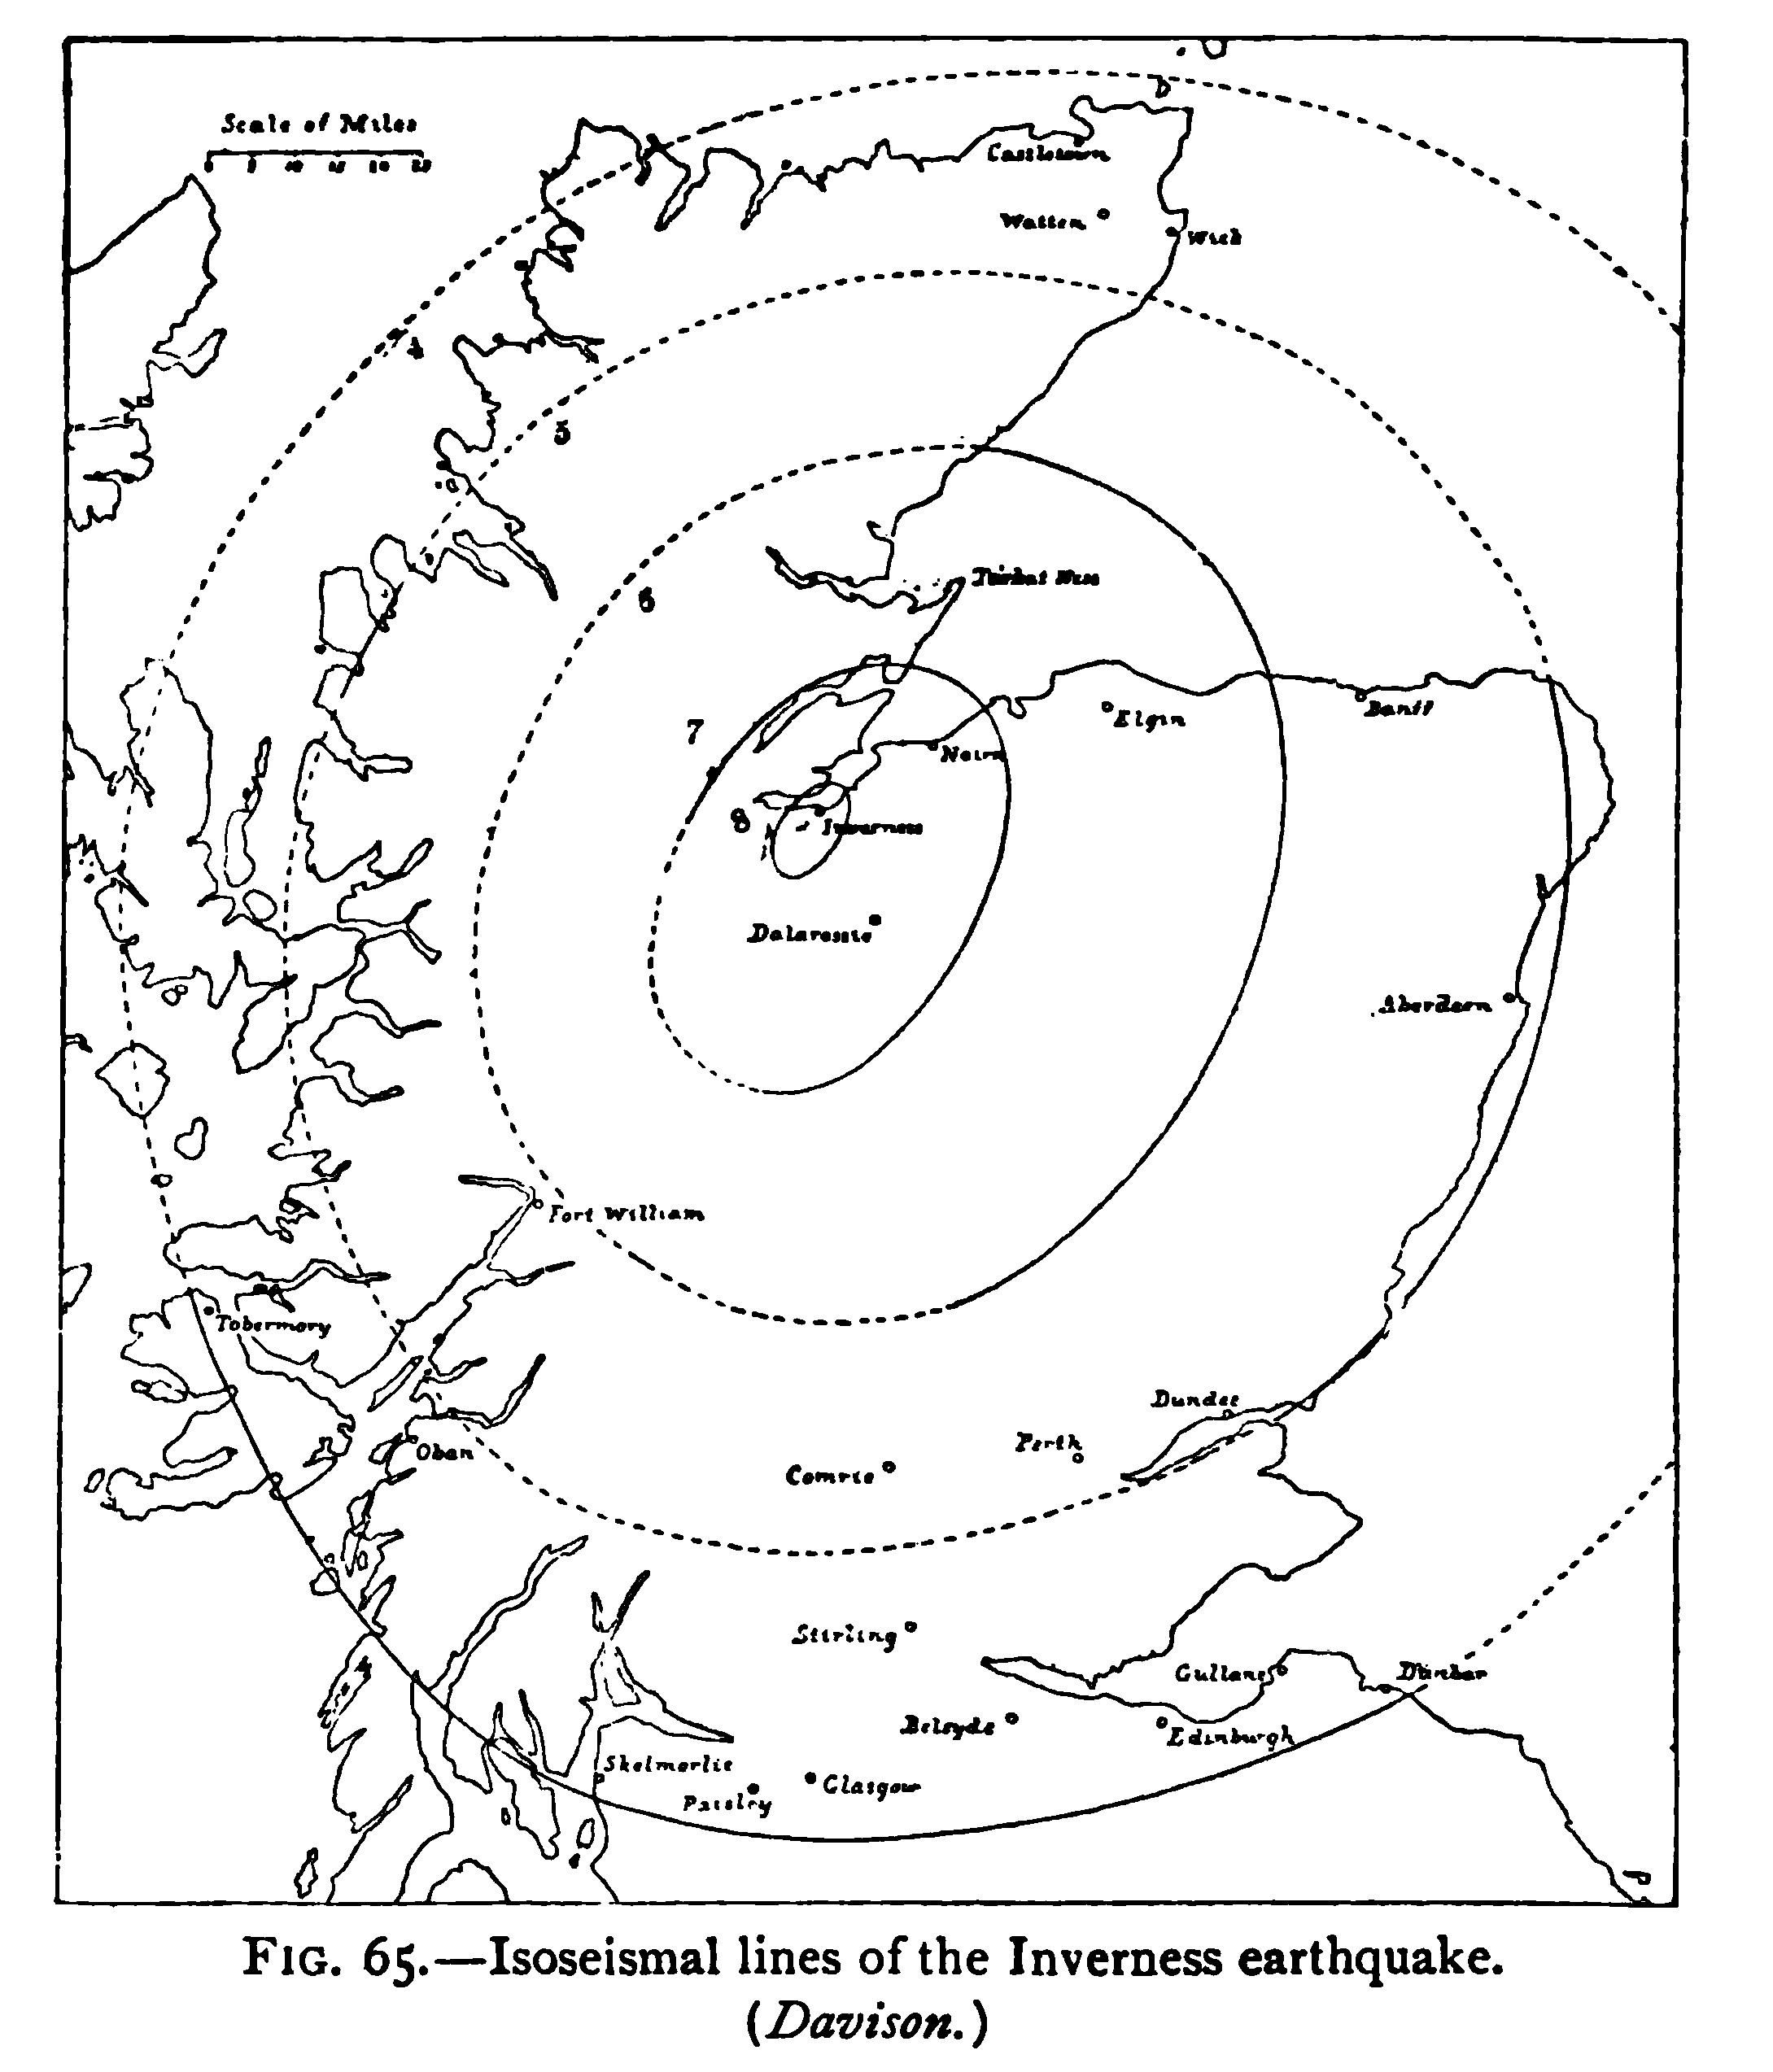 Scale of Miles
0 5 10 15 20 25
Castletown
Watten
Wick
4
5
6
Tarbat Ness
7
Elgin
Banff
Nairn
8
Inverness
Dalarossie
Aberdeen
Fort William
Tobermory
Dundee
Oban
Perth
Comrie
Stirling
Gullane
Dunbar
Belsyde
Edinburgh
Skelmorlie
Glasgow
Paisley
FIG. 65.—Isoseismal lines of the Inverness earthquake.
(Davison.)